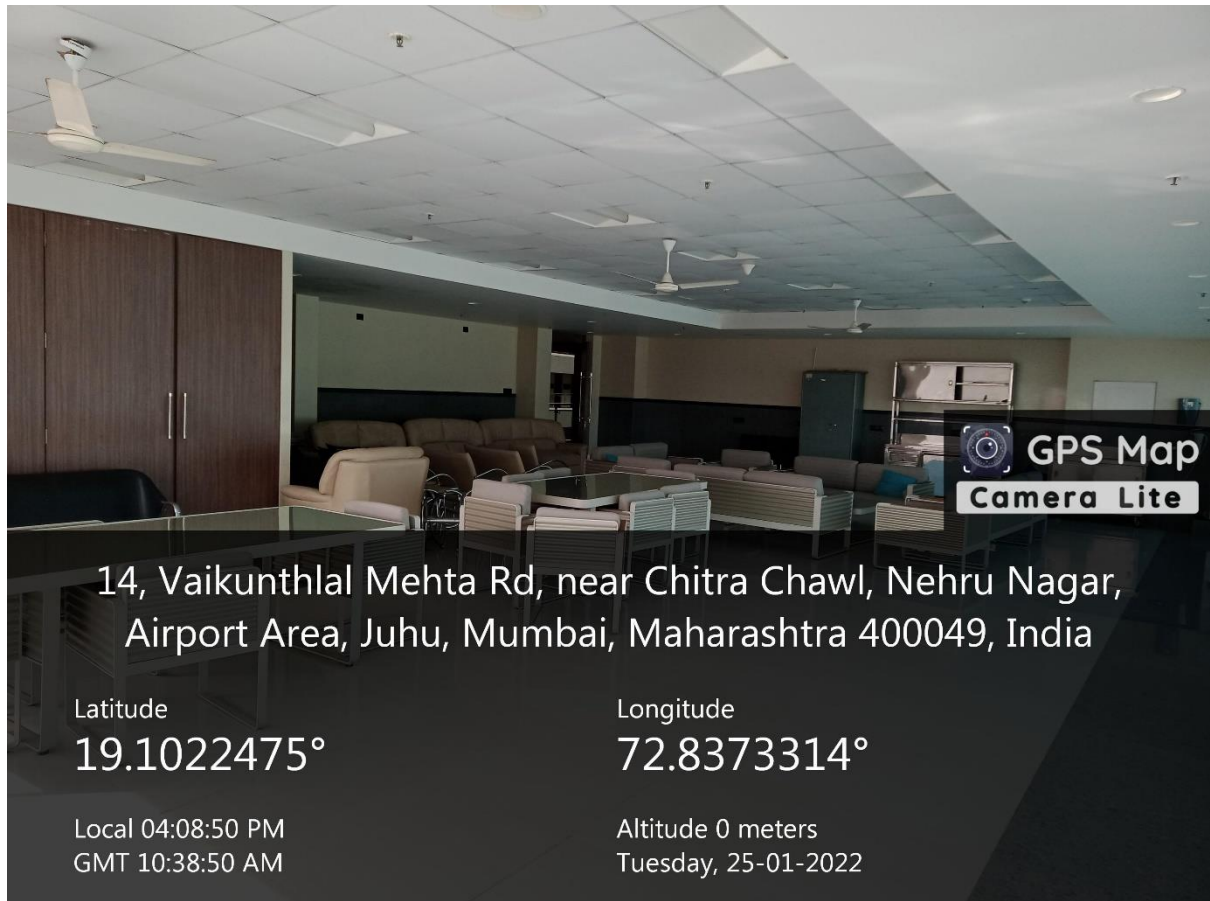 GPS Map
Camera Lite
14, Vaikunthlal Mehta Rd, near Chitra Chawl, Nehru Nagar,
Airport Area, Juhu, Mumbai, Maharashtra 400049, India
Latitude
19.1022475°
Longitude
72.8373314°
Local 04:08:50 PM
GMT 10:38:50 AM
Altitude 0 meters
Tuesday, 25-01-2022